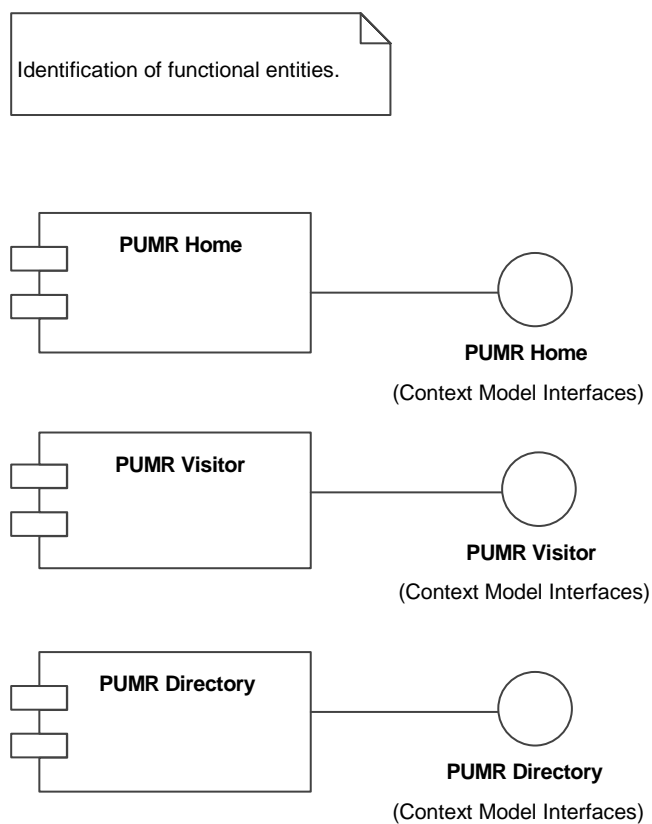 Identification of functional entities.
PUMR Home
PUMR Home
(Context Model Interfaces)
PUMR Visitor
PUMR Visitor
(Context Model Interfaces)
PUMR Directory
PUMR Directory
(Context Model Interfaces)